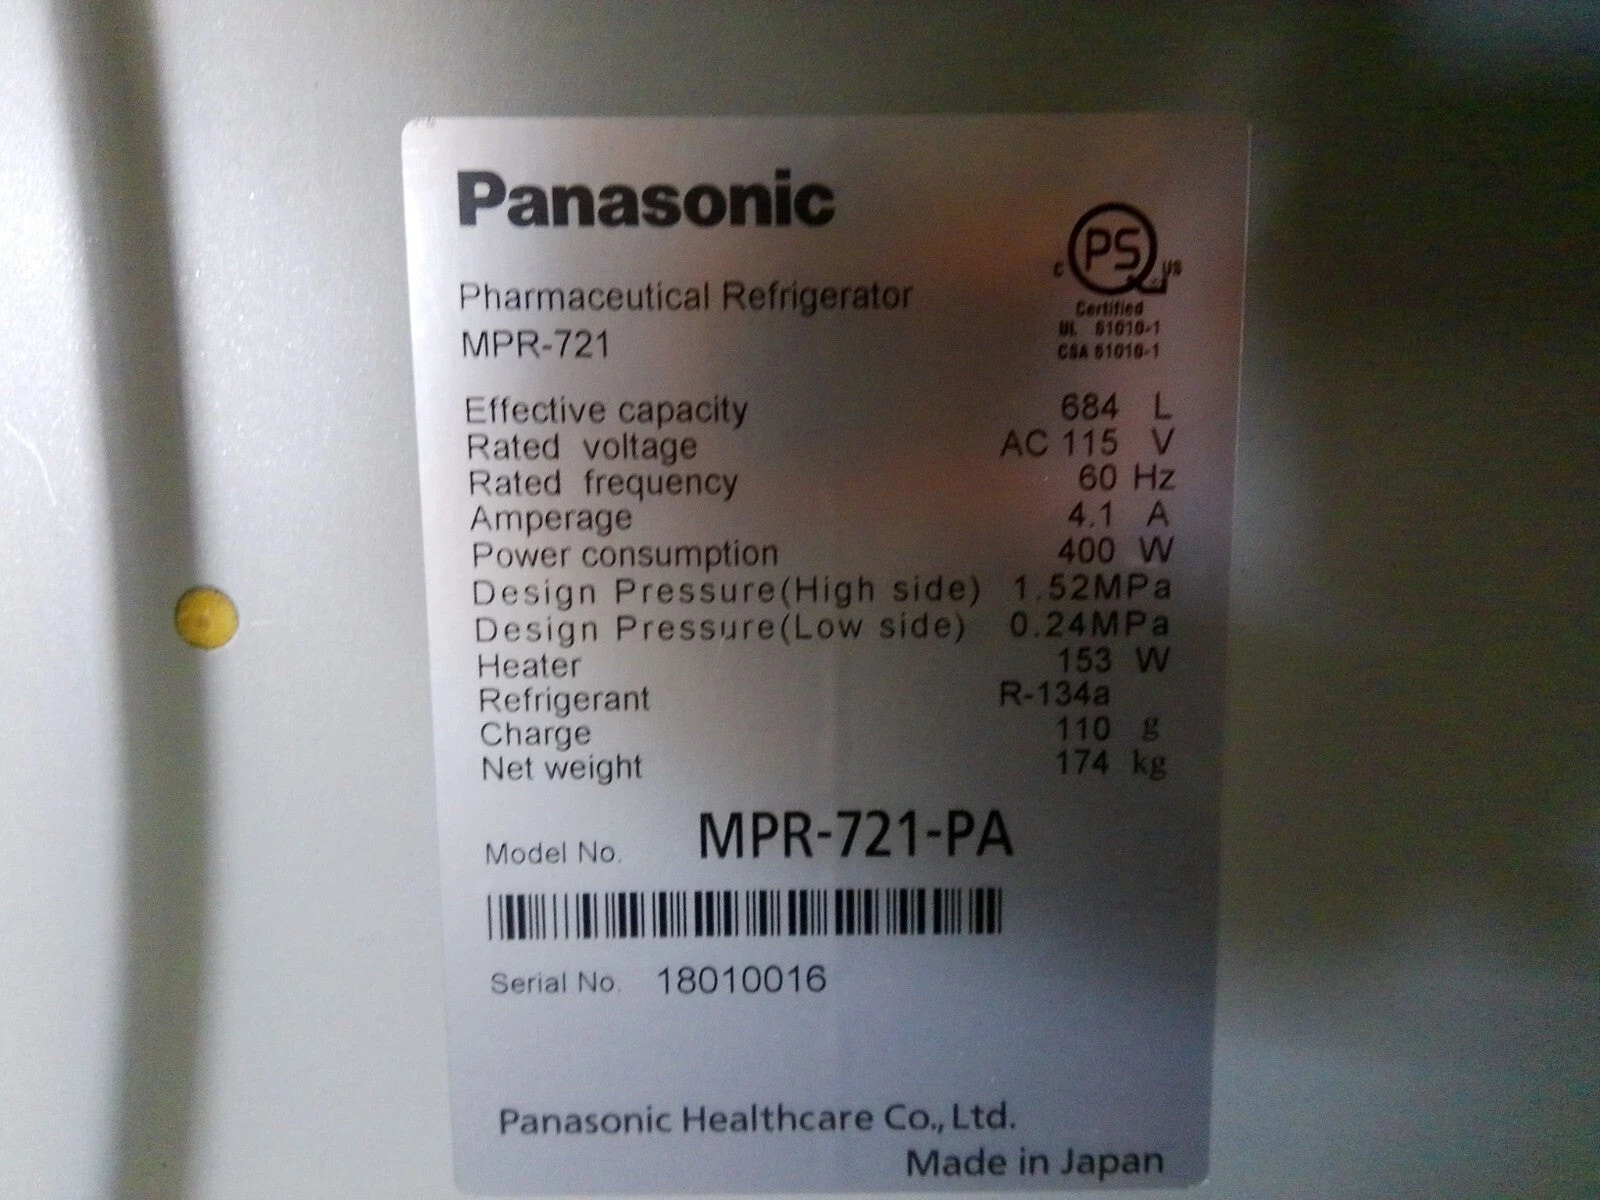 Panasonic
PS
C US
Certified
UL 61010-1
CSA 61010-1
Pharmaceutical Refrigerator
MPR-721
Effective capacity 684 L
Rated voltage AC 115 V
Rated frequency 60 Hz
Amperage 4.1 A
Power consumption 400 W
Design Pressure(High side) 1.52MPa
Design Pressure(Low side) 0.24MPa
Heater 153 W
Refrigerant R-134a
Charge 110 g
Net weight 174 kg
Model No. MPR-721-PA
Serial No. 18010016
Panasonic Healthcare Co., Ltd.
Made in Japan